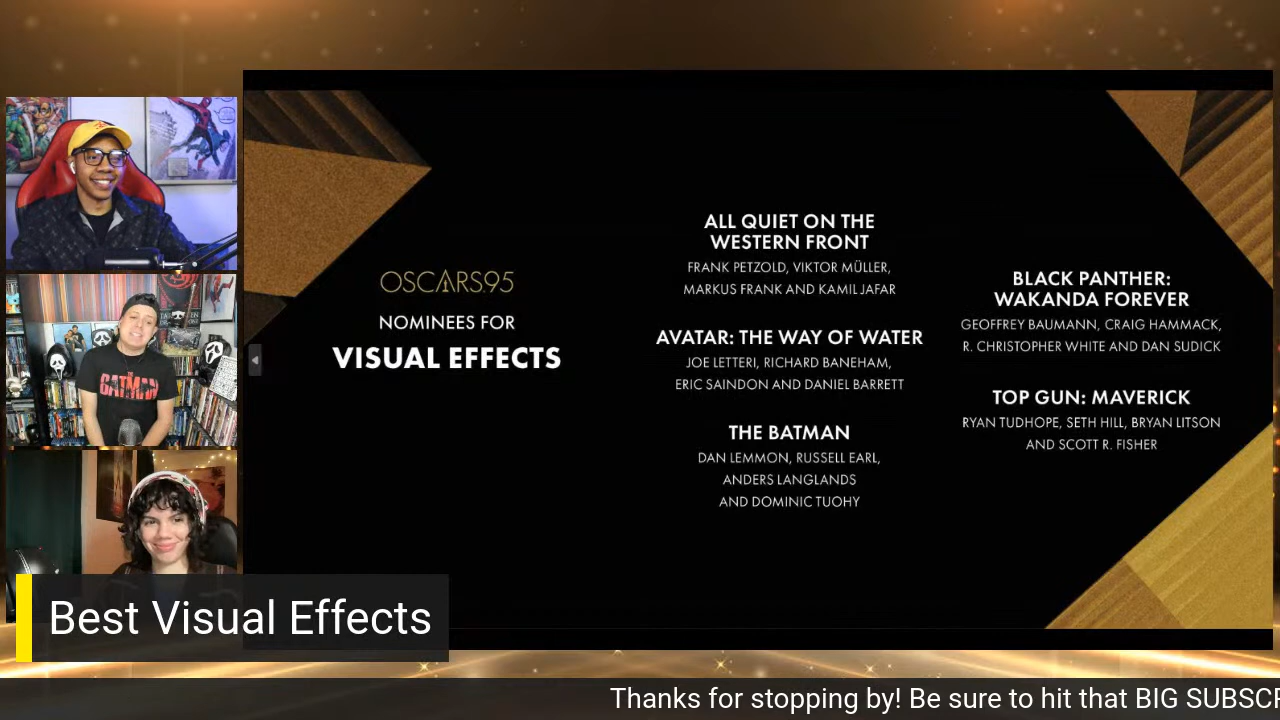 OSCARS95
NOMINEES FOR
VISUAL EFFECTS
ALL QUIET ON THE
WESTERN FRONT
FRANK PETZOLD, VIKTOR MÜLLER,
MARKUS FRANK AND KAMIL JAFAR
AVATAR: THE WAY OF WATER
JOE LETTERI, RICHARD BANEHAM,
ERIC SAINDON AND DANIEL BARRETT
THE BATMAN
DAN LEMMON, RUSSELL EARL,
ANDERS LANGLANDS
AND DOMINIC TUOHY
BLACK PANTHER:
WAKANDA FOREVER
GEOFFREY BAUMANN, CRAIG HAMMACK,
R. CHRISTOPHER WHITE AND DAN SUDICK
TOP GUN: MAVERICK
RYAN TUDHOPE, SETH HILL, BRYAN LITSON
AND SCOTT R. FISHER
BATMAN
Best Visual Effects
Thanks for stopping by! Be sure to hit that BIG SUBSC